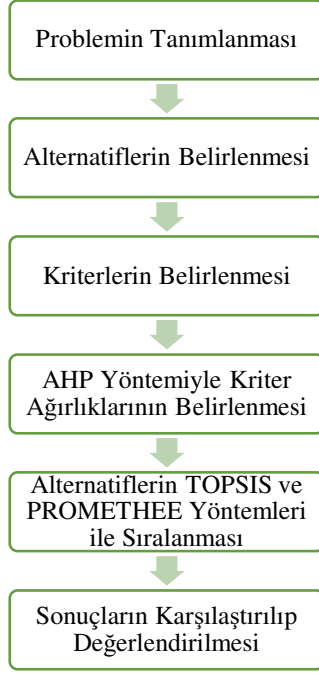 Problemin Tanımlanması
Alternatiflerin Belirlenmesi
Kriterlerin Belirlenmesi
AHP Yöntemiyle Kriter
Ağırlıklarının Belirlenmesi
Alternatiflerin TOPSIS ve
PROMETHEE Yöntemleri
ile Sıralanması
Sonuçların Karşılaştırılıp
Değerlendirilmesi